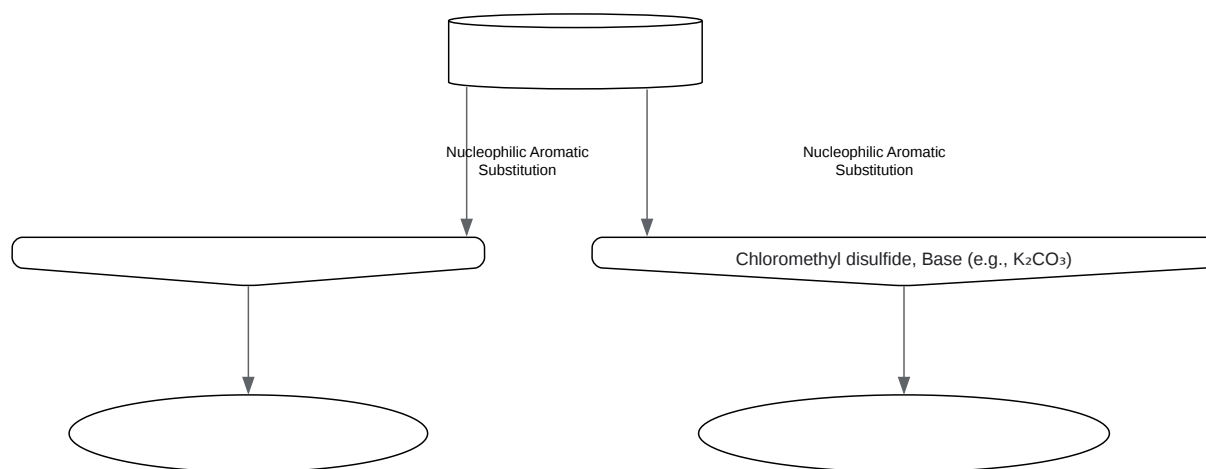 Nucleophilic Aromatic
Substitution
Nucleophilic Aromatic
Substitution
Chloromethyl disulfide, Base (e.g., K₂CO₃)